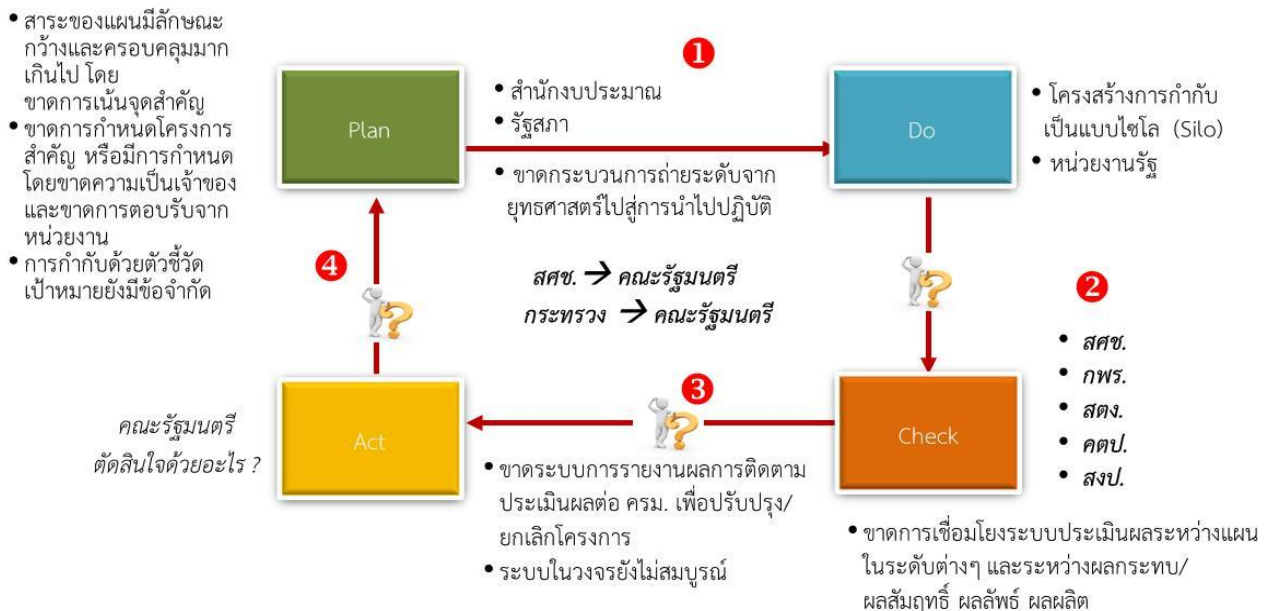 • สาระของแผนมีลักษณะ
กว้างและครอบคลุมมาก
เกินไป โดย
ขาดการเน้นจุดสำคัญ
• ขาดการกำหนดโครงการ
สำคัญ หรือมีการกำหนด
โดยขาดความเป็นเจ้าของ
และขาดการตอบรับจาก
หน่วยงาน
• การกำกับด้วยตัวชี้วัด
เป้าหมายยังมีข้อจำกัด
Plan
1
• สำนักงบประมาณ
• รัฐสภา
• ขาดกระบวนการถ่ายระดับจาก
ยุทธศาสตร์ไปสู่การนำไปปฏิบัติ
Do
• โครงสร้างการกำกับ
เป็นแบบไซโล (Silo)
• หน่วยงานรัฐ
4
สศช. → คณะรัฐมนตรี
กระทรวง → คณะรัฐมนตรี
2
• สศช.
• กพร.
• สตง.
• คตป.
• สงป.
คณะรัฐมนตรี
ตัดสินใจด้วยอะไร ?
Act
3
• ขาดระบบการรายงานผลการติดตาม
ประเมินผลต่อ ครม. เพื่อปรับปรุง/
ยกเลิกโครงการ
• ระบบในวงจรยังไม่สมบูรณ์
Check
• ขาดการเชื่อมโยงระบบประเมินผลระหว่างแผน
ในระดับต่างๆ และระหว่างผลกระทบ/
ผลสัมฤทธิ์ ผลลัพธ์ ผลผลิต